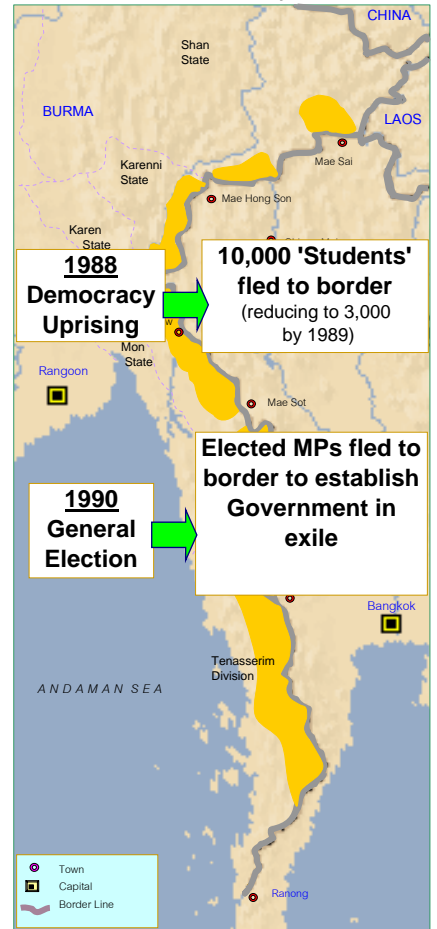 CHINA
Shan
State
BURMA
LAOS
Mae Sai
Karenni
State
Mae Hong Son
Karen
State
1988
Democracy
Uprising
10,000 'Students'
fled to border
(reducing to 3,000
by 1989)
Mon
State
Rangoon
Mae Sot
Elected MPs fled to
border to establish
Government in
exile
1990
General
Election
Bangkok
Tenasserim
Division
ANDAMAN SEA
Town
Capital
Border Line
Ranong